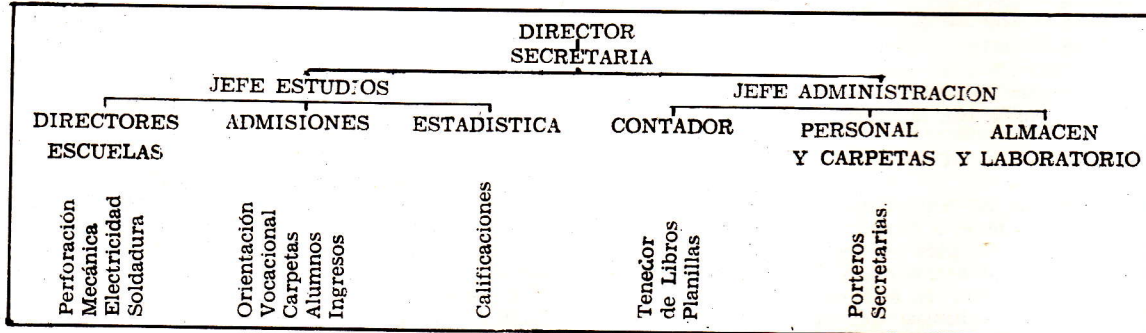 DIRECTOR
SECRETARIA
JEFE ESTUDIOS
JEFE ADMINISTRACION
DIRECTORES
ESCUELAS
ADMISIONES
ESTADISTICA
CONTADOR
PERSONAL
Y CARPETAS
ALMACEN
Y LABORATORIO
Perforación
Mecánica
Electricidad
Soldadura
Orientación
Vocacional
Carpetas
Alumnos
Ingresos
Calificaciones
Tenedor
de Libros
Planillas
Porteros
Secretarias.